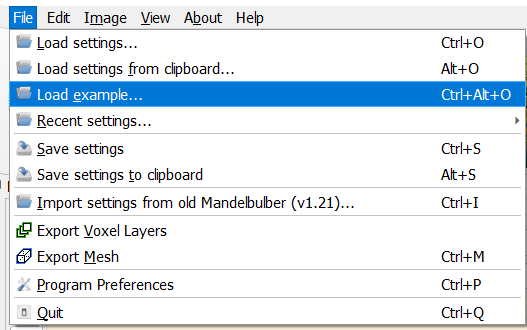 File Edit Image View About Help
Load settings... Ctrl+O
Load settings from clipboard... Alt+O
Load example... Ctrl+Alt+O
Recent settings...
Save settings Ctrl+S
Save settings to clipboard Alt+S
Import settings from old Mandelbulber (v1.21)... Ctrl+I
Export Voxel Layers
Export Mesh Ctrl+M
Program Preferences Ctrl+P
Quit Ctrl+Q